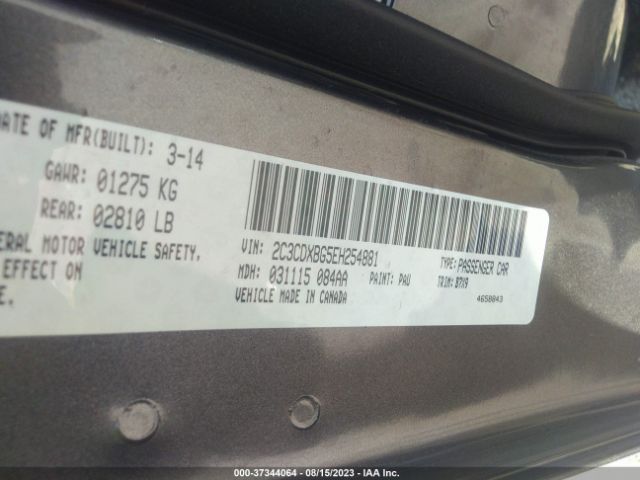 DATE OF MFR(BUILT): 3-14
GAWR: 01275 KG
REAR: 02810 LB
ERAL MOTOR VEHICLE SAFETY,
EFFECT ON
E.
VIN: 2C3CDXBG5EH254881
TYPE: PASSENGER CAR
MDH: 031115 084AA
PAINT: PAU
TRIM: B7X9
VEHICLE MADE IN CANADA
4658843
000-37344064 - 08/15/2023 - IAA Inc.